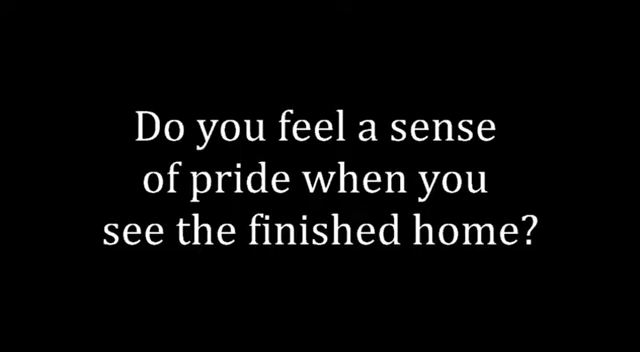 Do you feel a sense
of pride when you
see the finished home?